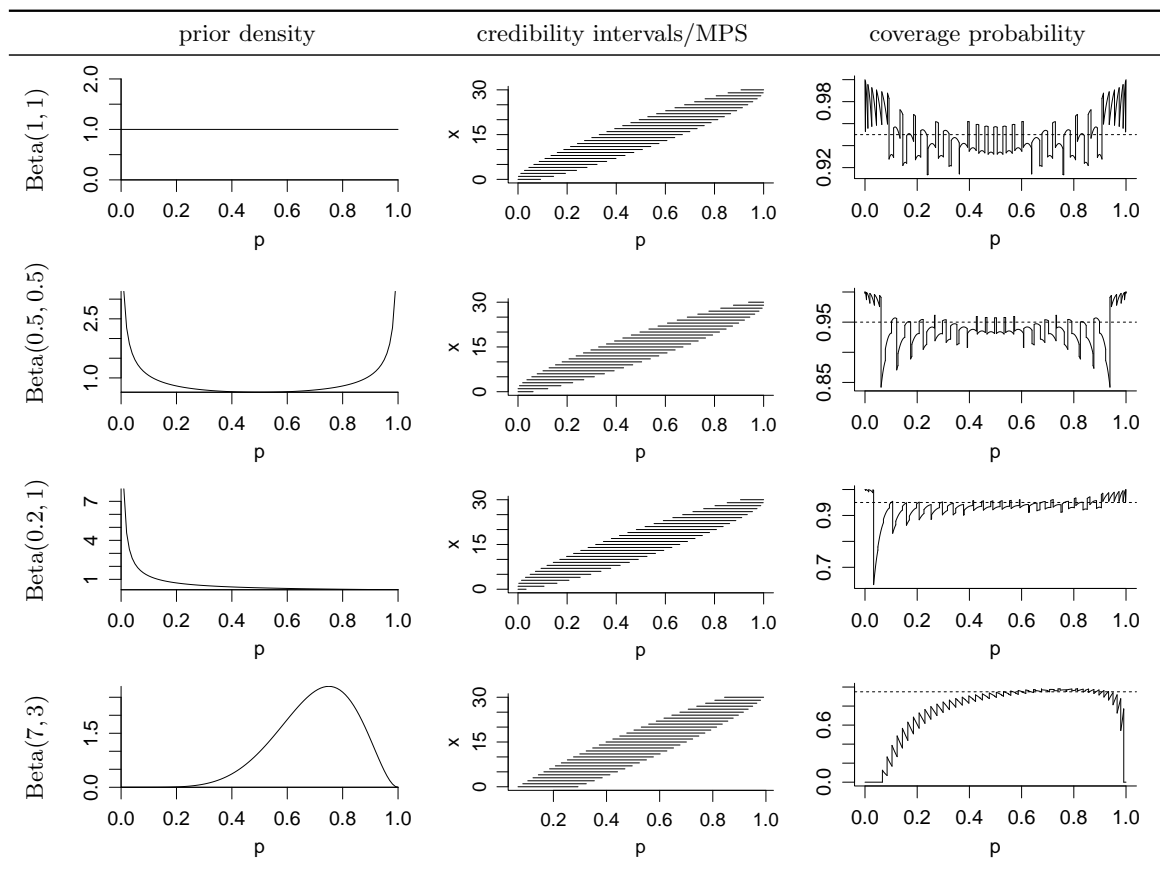 prior density credibility intervals/MPS coverage probability
Beta(1, 1)
0.0 1.0 2.0
0.0 0.2 0.4 0.6 0.8 1.0
p
x
0 15 30
0.0 0.2 0.4 0.6 0.8 1.0
p
0.92 0.98
0.0 0.2 0.4 0.6 0.8 1.0
p
Beta(0.5, 0.5)
1.0 2.5
0.0 0.2 0.4 0.6 0.8 1.0
p
x
0 15 30
0.0 0.2 0.4 0.6 0.8 1.0
p
0.85 0.95
0.0 0.2 0.4 0.6 0.8 1.0
p
Beta(0.2, 1)
1 4 7
0.0 0.2 0.4 0.6 0.8 1.0
p
x
0 15 30
0.0 0.2 0.4 0.6 0.8 1.0
p
0.7 0.9
0.0 0.2 0.4 0.6 0.8 1.0
p
Beta(7, 3)
0.0 1.5
0.0 0.2 0.4 0.6 0.8 1.0
p
x
0 15 30
0.2 0.4 0.6 0.8 1.0
p
0.0 0.6
0.0 0.2 0.4 0.6 0.8 1.0
p